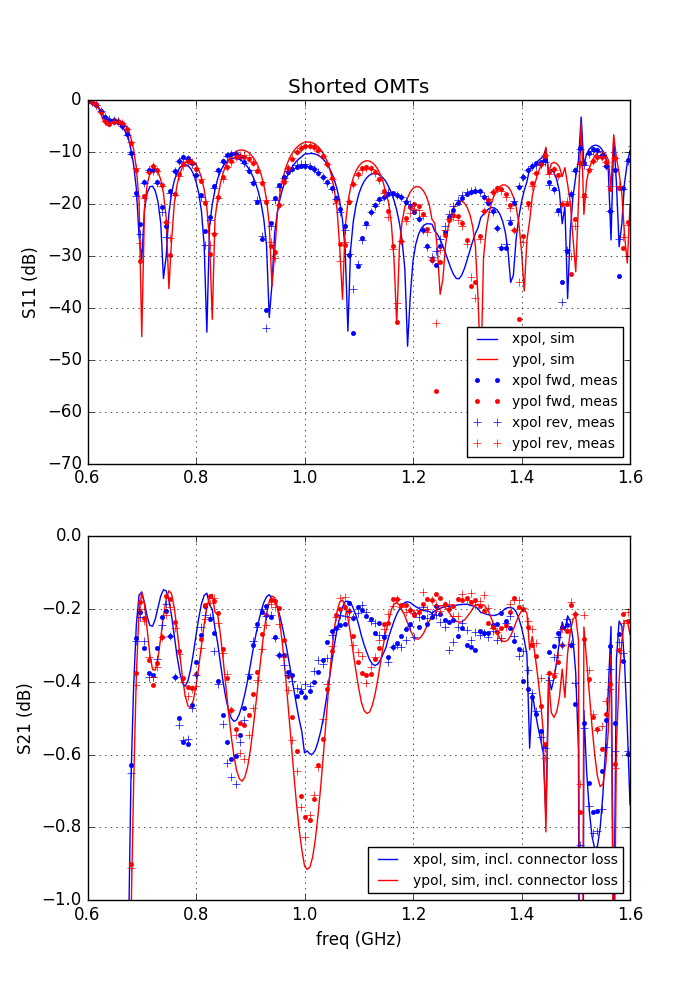 Shorted OMTs
0
−10
−20
−30
−40
−50
−60
−70
S11 (dB)
xpol, sim
ypol, sim
xpol fwd, meas
ypol fwd, meas
xpol rev, meas
ypol rev, meas
0.6 0.8 1.0 1.2 1.4 1.6
0.0
−0.2
−0.4
−0.6
−0.8
−1.0
S21 (dB)
xpol, sim, incl. connector loss
ypol, sim, incl. connector loss
0.6 0.8 1.0 1.2 1.4 1.6
freq (GHz)